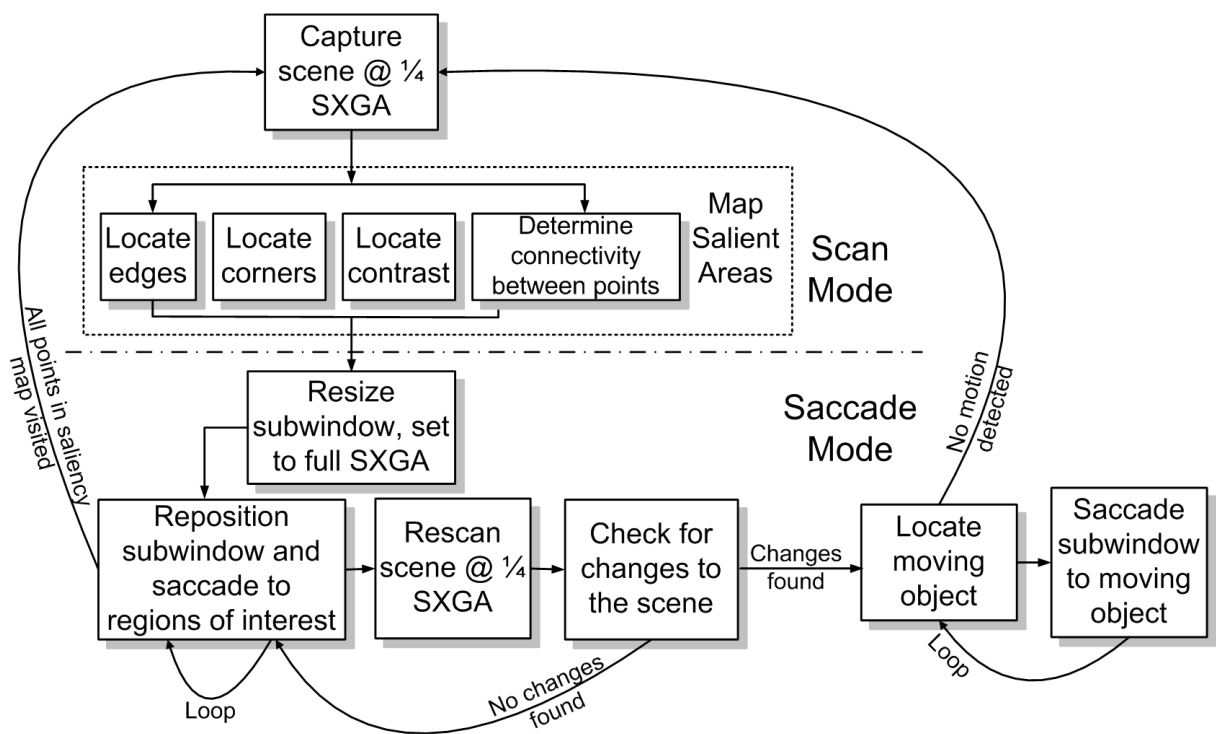 Capture
scene @ ¼
SXGA
Locate
edges
Locate
corners
Locate
contrast
Determine
connectivity
between points
Map
Salient
Areas
Scan
Mode
All points in saliency
map visited
No motion
detected
Resize
subwindow, set
to full SXGA
Saccade
Mode
Reposition
subwindow and
saccade to
regions of interest
Rescan
scene @ ¼
SXGA
Check for
changes to
the scene
Changes
found
Locate
moving
object
Saccade
subwindow
to moving
object
Loop
No changes
found
Loop